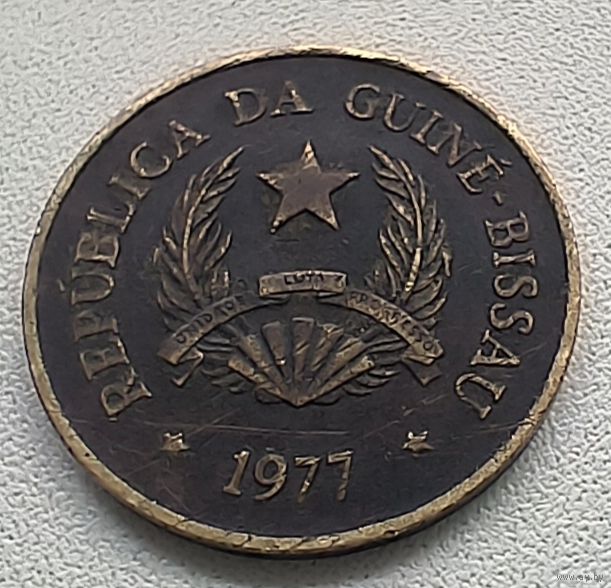 REPÚBLICA DA GUINÉ-BISSAU
UNIDADE LUTA PROGRESSO
1977